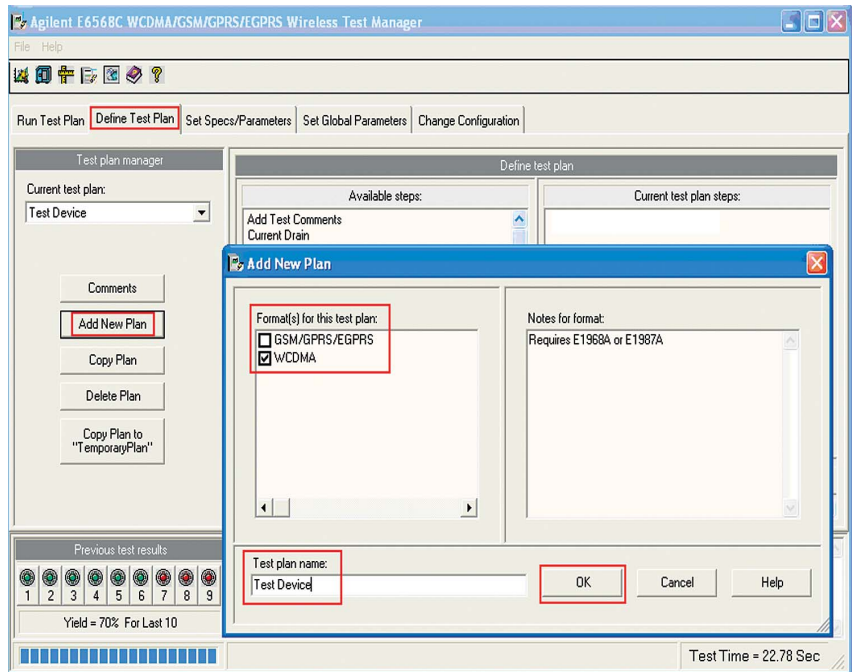 Agilent E6568C WCDMA/GSM/GPRS/EGPRS Wireless Test Manager
File Help
Run Test Plan Define Test Plan Set Specs/Parameters Set Global Parameters Change Configuration
Test plan manager
Current test plan:
Test Device
Comments
Add New Plan
Copy Plan
Delete Plan
Copy Plan to
"TemporaryPlan"
Define test plan
Available steps:
Add Test Comments
Current Drain
Current test plan steps:
Add New Plan
Format(s) for this test plan:
GSM/GPRS/EGPRS
WCDMA
Notes for format:
Requires E1968A or E1987A
Test plan name:
Test Device
OK Cancel Help
Previous test results
1 2 3 4 5 6 7 8 9
Yield = 70% For Last 10
Test Time = 22.78 Sec